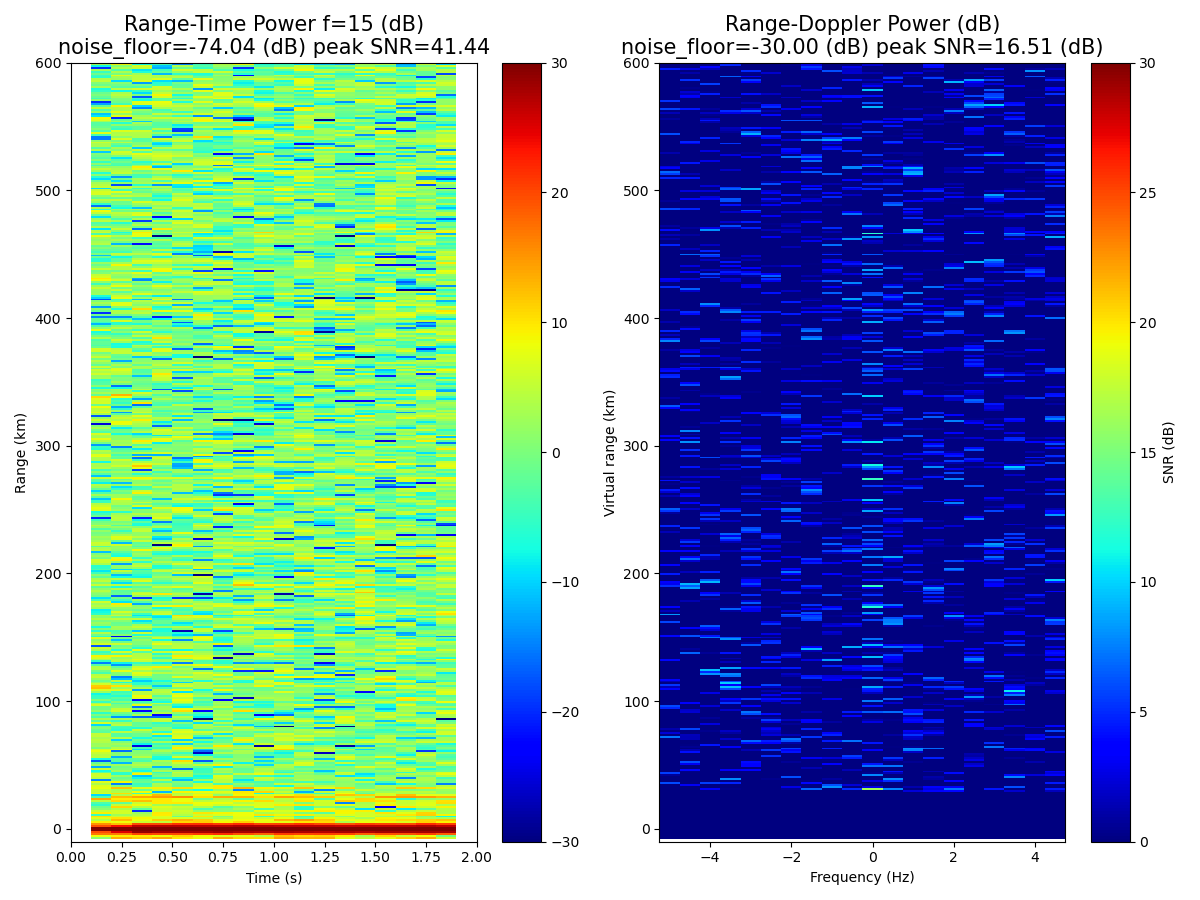 Range-Time Power f=15 (dB)
noise_floor=-74.04 (dB) peak SNR=41.44
Range (km)
600
500
400
300
200
100
0
0.00 0.25 0.50 0.75 1.00 1.25 1.50 1.75 2.00
Time (s)
30
20
10
0
−10
−20
−30
Range-Doppler Power (dB)
noise_floor=-30.00 (dB) peak SNR=16.51 (dB)
Virtual range (km)
600
500
400
300
200
100
0
−4 −2 0 2 4
Frequency (Hz)
30
25
20
15
10
5
0
SNR (dB)